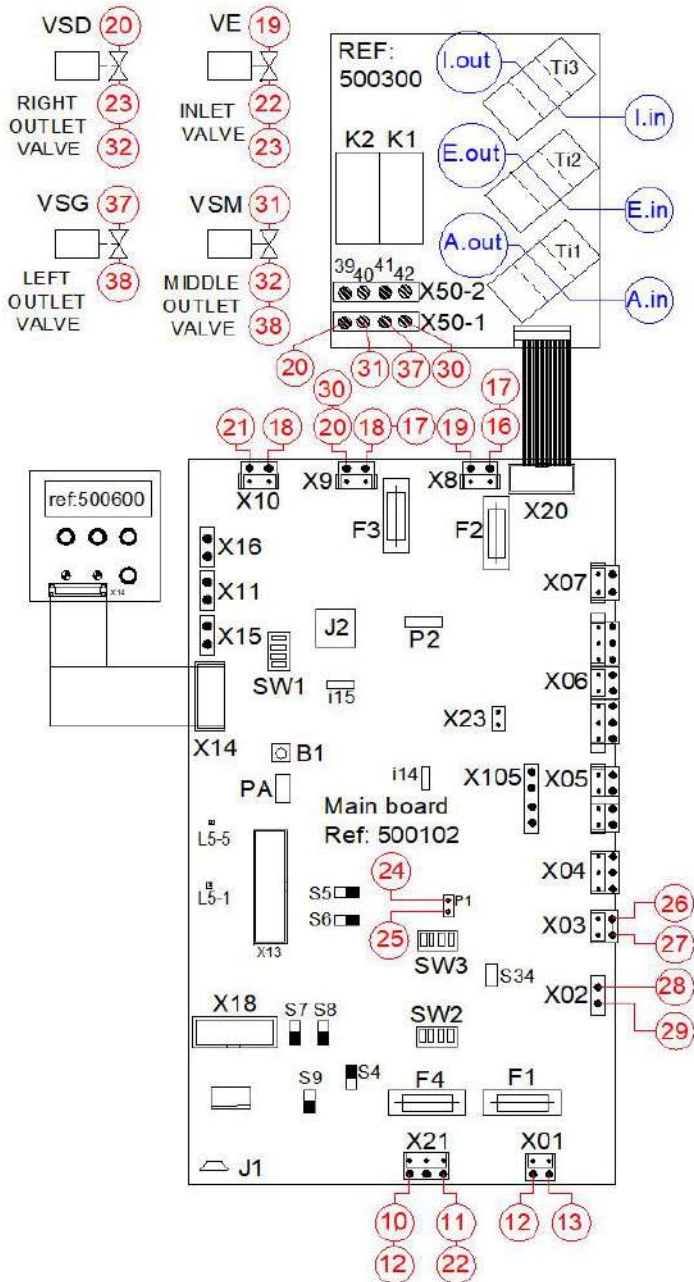 VSD 20 VE 19
RIGHT OUTLET VALVE 23 32
INLET VALVE 22 23
VSG 37 VSM 31
LEFT OUTLET VALVE 38
MIDDLE OUTLET VALVE 32 38
REF: 500300
I.out Ti3 I.in
K2 K1
E.out Ti2 E.in
A.out Ti1 A.in
39 40 41 42
X50-2
X50-1
20 31 37 30
30 17
21 18 20 18 17 19 16
X10 X9 X8 X20
ref:500600
X14
F3 F2
X16
X11
X15
X07
J2 P2
SW1
i15
X06
X23
X14
B1
PA
i14
X105
X05
Main board
Ref: 500102
L5-5
L5-1
X04
24
S5 P1
S6 25
26
X03
27
X13
SW3
S34
28
X02
29
X18
S7 S8
SW2
S9 S4
F4 F1
X21 X01
J1
10 11 12 13
12 22